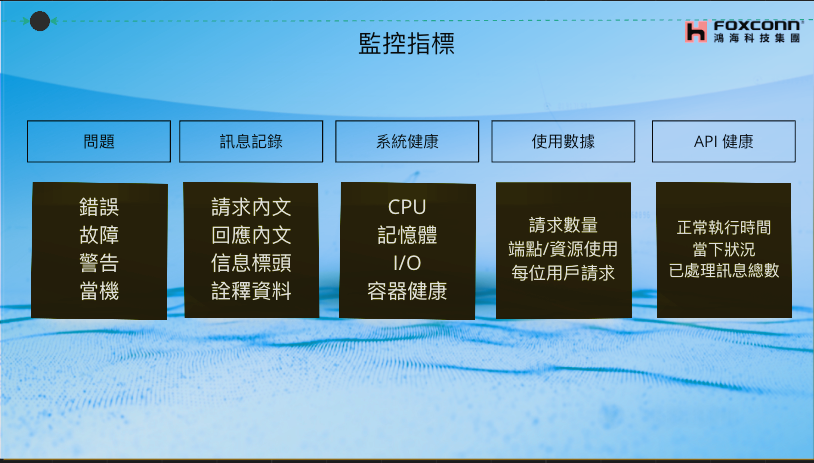 監控指標
FOXCONN
鴻海科技集團
問題
訊息記錄
系統健康
使用數據
API 健康
錯誤
故障
警告
當機
請求內文
回應內文
信息標頭
詮釋資料
CPU
記憶體
I/O
容器健康
請求數量
端點/資源使用
每位用戶請求
正常執行時間
當下狀況
已處理訊息總數